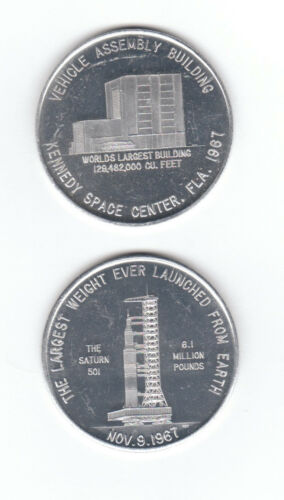 VEHICLE ASSEMBLY BUILDING
WORLDS LARGEST BUILDING
129,482,000 CU. FEET
KENNEDY SPACE CENTER, FLA. 1967
THE LARGEST WEIGHT EVER LAUNCHED FROM EARTH
THE
SATURN
501
6.1
MILLION
POUNDS
NOV. 9. 1967